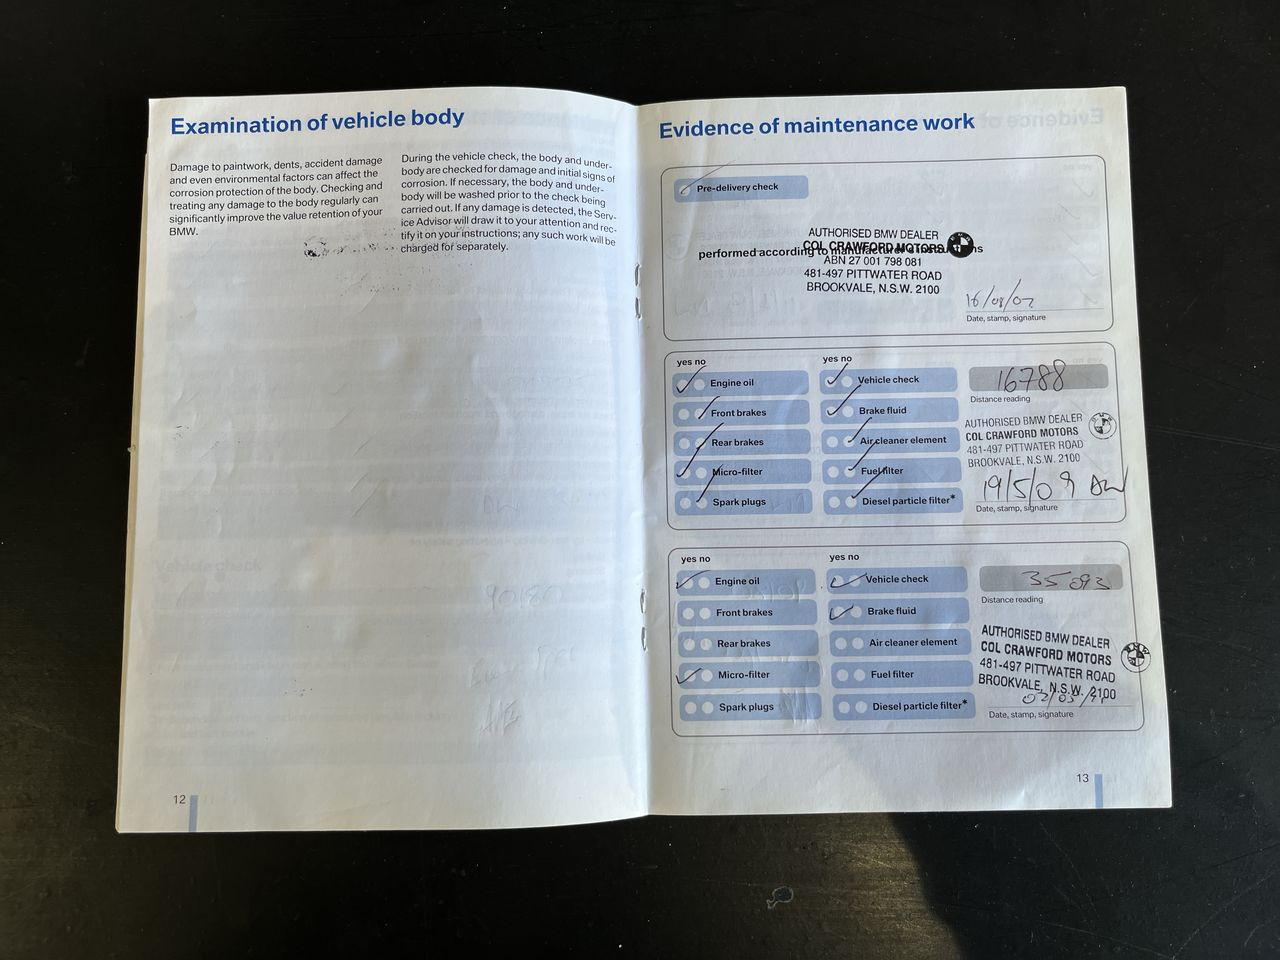 Examination of vehicle body
Damage to paintwork, dents, accident damage
and even environmental factors can affect the
corrosion protection of the body. Checking and
treating any damage to the body regularly can
significantly improve the value retention of your
BMW.
During the vehicle check, the body and under-
body are checked for damage and initial signs of
corrosion. If necessary, the body and under-
body will be washed prior to the check being
carried out. If any damage is detected, the Serv-
ice Advisor will draw it to your attention and rec-
tify it on your instructions; any such work will be
charged for separately.
12
Evidence of maintenance work
Pre-delivery check
performed according to manufacturer's instructions
AUTHORISED BMW DEALER
COL CRAWFORD MOTORS
ABN 27 001 798 081
481-497 PITTWATER ROAD
BROOKVALE, N.S.W. 2100
16/08/07
Date, stamp, signature
yes no
Engine oil
Front brakes
Rear brakes
Micro-filter
Spark plugs
yes no
Vehicle check
Brake fluid
Air cleaner element
Fuel filter
Diesel particle filter*
16788
Distance reading
AUTHORISED BMW DEALER
COL CRAWFORD MOTORS
481-497 PITTWATER ROAD
BROOKVALE, N.S.W. 2100
19/5/09
Date, stamp, signature
yes no
Engine oil
Front brakes
Rear brakes
Micro-filter
Spark plugs
yes no
Vehicle check
Brake fluid
Air cleaner element
Fuel filter
Diesel particle filter*
35093
Distance reading
AUTHORISED BMW DEALER
COL CRAWFORD MOTORS
481-497 PITTWATER ROAD
BROOKVALE, N.S.W. 2100
Date, stamp, signature
13